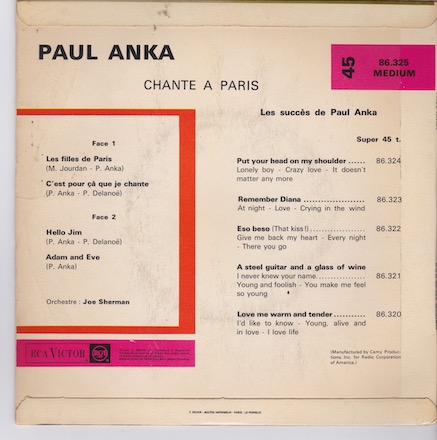 PAUL ANKA
CHANTE A PARIS
45
86.325
MEDIUM
Face 1
Les filles de Paris
(M. Jourdan - P. Anka)
C'est pour çà que je chante
(P. Anka - P. Delanoë)
Face 2
Hello Jim
(P. Anka - P. Delanoë)
Adam and Eve
(P. Anka)
Orchestre : Joe Sherman
RCA VICTOR
RCA
Les succès de Paul Anka
Super 45 t.
Put your head on my shoulder ...... 86.324
Lonely boy - Crazy love - It doesn't
matter any more
Remember Diana .................... 86.323
At night - Love - Crying in the wind
Eso beso (That kiss!) .............. 86.322
Give me back my heart - Every night
- There you go
A steel guitar and a glass of wine
I never knew your name.............. 86.321
Young and foolish - You make me feel
so young
Love me warm and tender ........... 86.320
I'd like to know - Young, alive and
in love - I love life
(Manufactured by Camy Produc-
tions, Inc. for Radio Corporation
of America.)